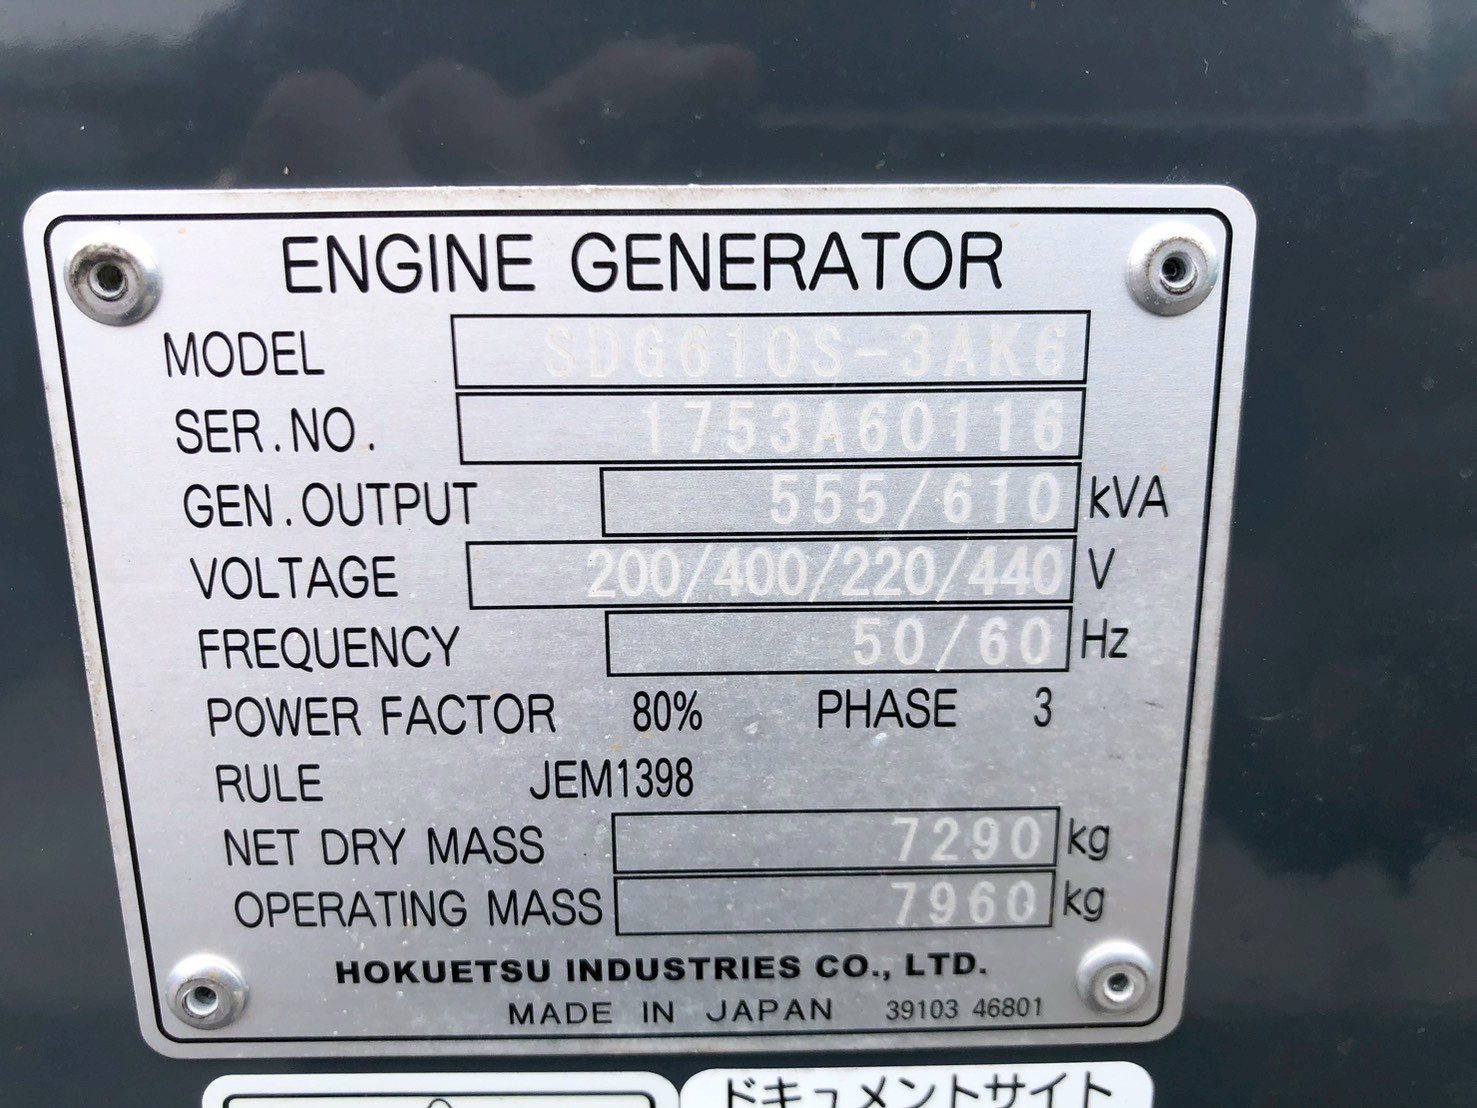 ENGINE GENERATOR
MODEL SDG610S-3AK6
SER.NO. 1753A60116
GEN.OUTPUT 555/610 kVA
VOLTAGE 200/400/220/440 V
FREQUENCY 50/60 Hz
POWER FACTOR 80% PHASE 3
RULE JEM1398
NET DRY MASS 7290 kg
OPERATING MASS 7960 kg
HOKUETSU INDUSTRIES CO., LTD.
MADE IN JAPAN 39103 46801
ドキュメントサイト